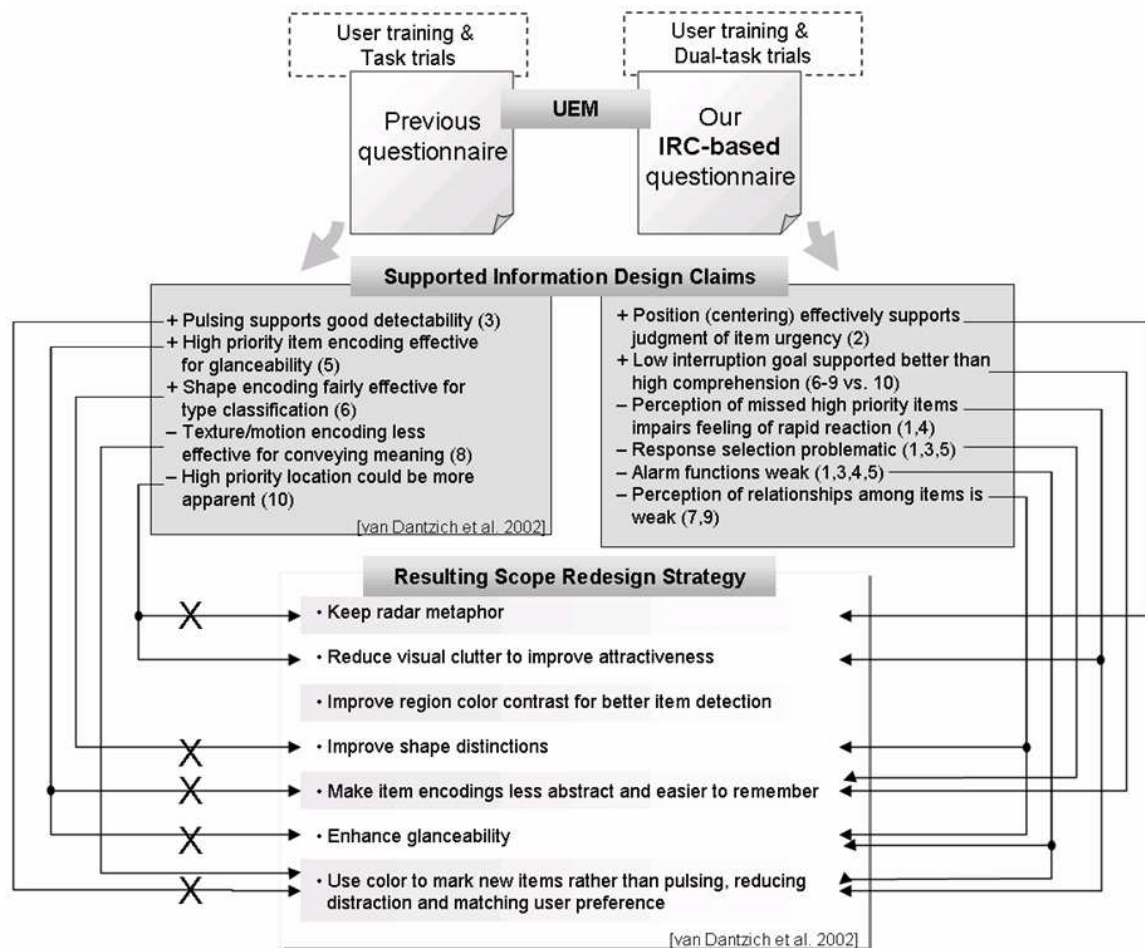 User training &
Task trials
User training &
Dual-task trials
UEM
Previous
questionnaire
Our
IRC-based
questionnaire
Supported Information Design Claims
+ Pulsing supports good detectability (3)
+ High priority item encoding effective
for glanceability (5)
+ Shape encoding fairly effective for
type classification (6)
– Texture/motion encoding less
effective for conveying meaning (8)
– High priority location could be more
apparent (10)
[van Dantzich et al. 2002]
+ Position (centering) effectively supports
judgment of item urgency (2)
+ Low interruption goal supported better than
high comprehension (6-9 vs. 10)
– Perception of missed high priority items
impairs feeling of rapid reaction (1,4)
– Response selection problematic (1,3,5)
– Alarm functions weak (1,3,4,5)
– Perception of relationships among items is
weak (7,9)
Resulting Scope Redesign Strategy
· Keep radar metaphor
X
· Reduce visual clutter to improve attractiveness
· Improve region color contrast for better item detection
X
· Improve shape distinctions
X
· Make item encodings less abstract and easier to remember
X
· Enhance glanceability
X
· Use color to mark new items rather than pulsing, reducing
distraction and matching user preference
[van Dantzich et al. 2002]